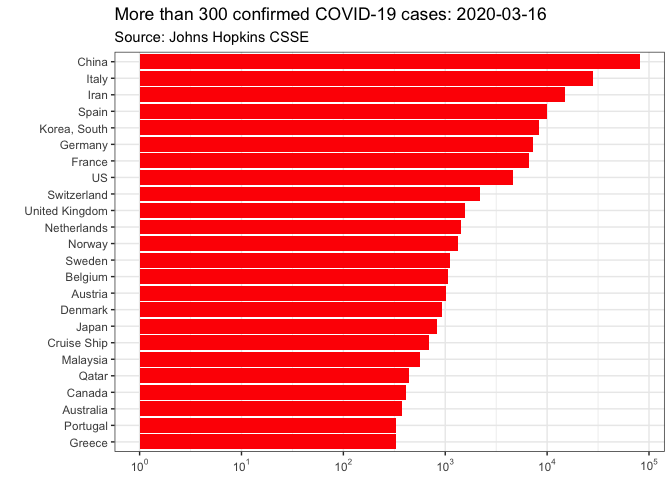 More than 300 confirmed COVID-19 cases: 2020-03-16
Source: Johns Hopkins CSSE
China
Italy
Iran
Spain
Korea, South
Germany
France
US
Switzerland
United Kingdom
Netherlands
Norway
Sweden
Belgium
Austria
Denmark
Japan
Cruise Ship
Malaysia
Qatar
Canada
Australia
Portugal
Greece
10⁰ 10¹ 10² 10³ 10⁴ 10⁵